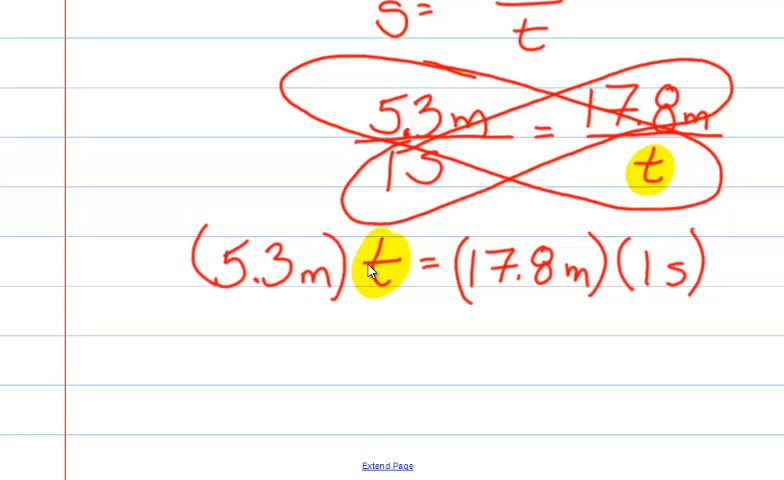 s =
t
5.3m = 17.8m
1s t
(5.3m) t = (17.8m)(1s)
Extend Page